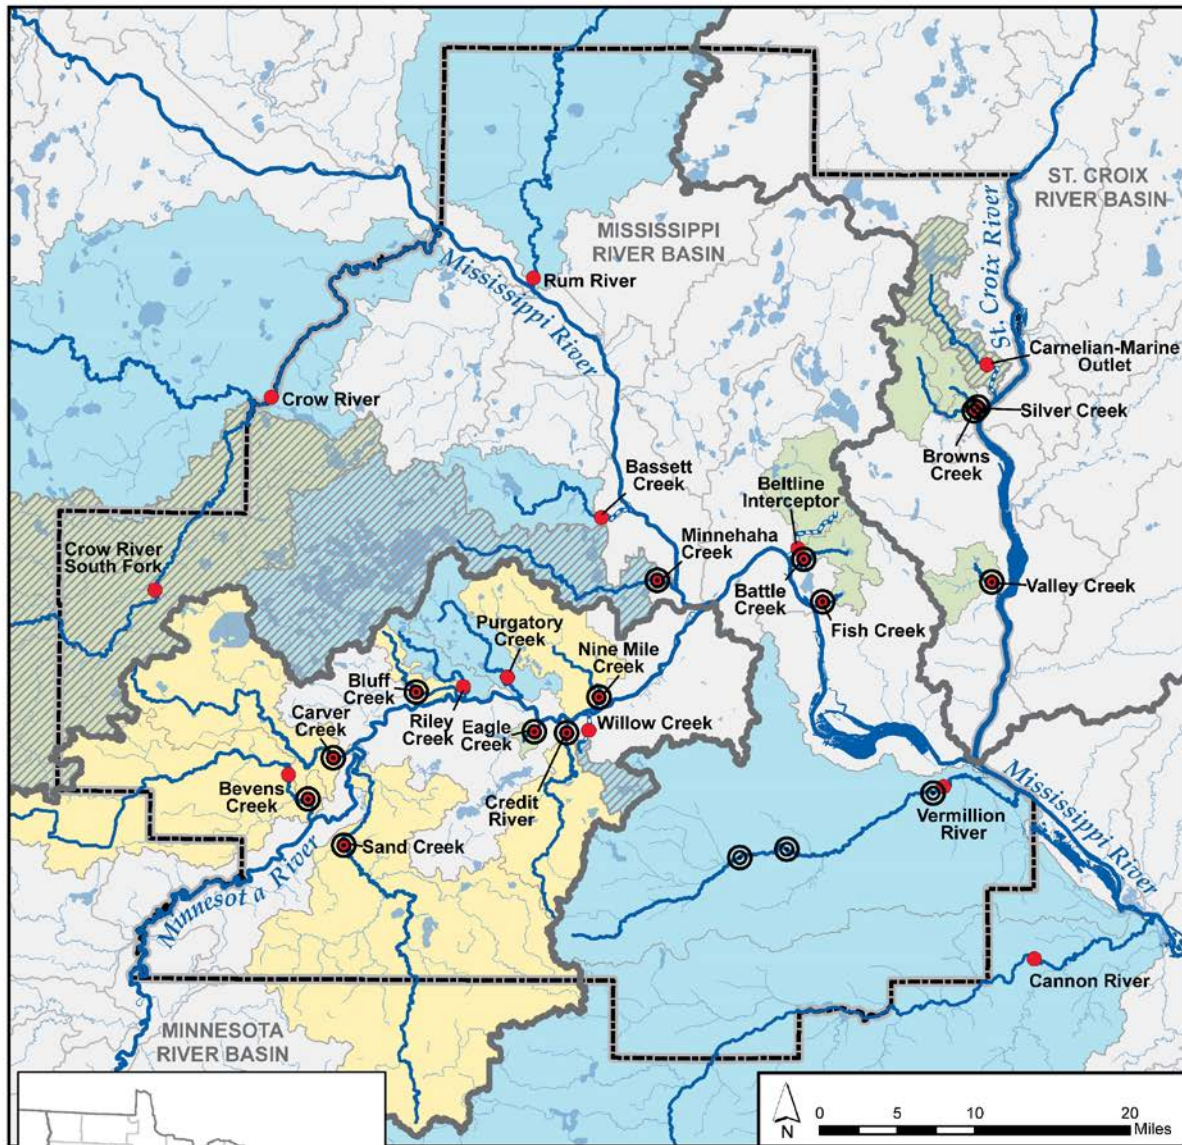 ST. CROIX
RIVER BASIN
St. Croix River
MISSISSIPPI
RIVER BASIN
Mississippi River
Rum River
Carnelian-Marine
Outlet
Crow River
Silver Creek
Browns
Creek
Bassett
Creek
Beltline
Interceptor
Minnehaha
Creek
Crow River
South Fork
Battle
Creek
Valley Creek
Fish Creek
Purgatory
Creek
Nine Mile
Creek
Bluff
Creek
Riley
Creek
Eagle
Creek
Willow Creek
Carver
Creek
Bevens
Creek
Credit
River
Vermillion
River
Mississippi River
Sand Creek
Minnesota River
Cannon River
MINNESOTA
RIVER BASIN
N
0 5 10 20
Miles